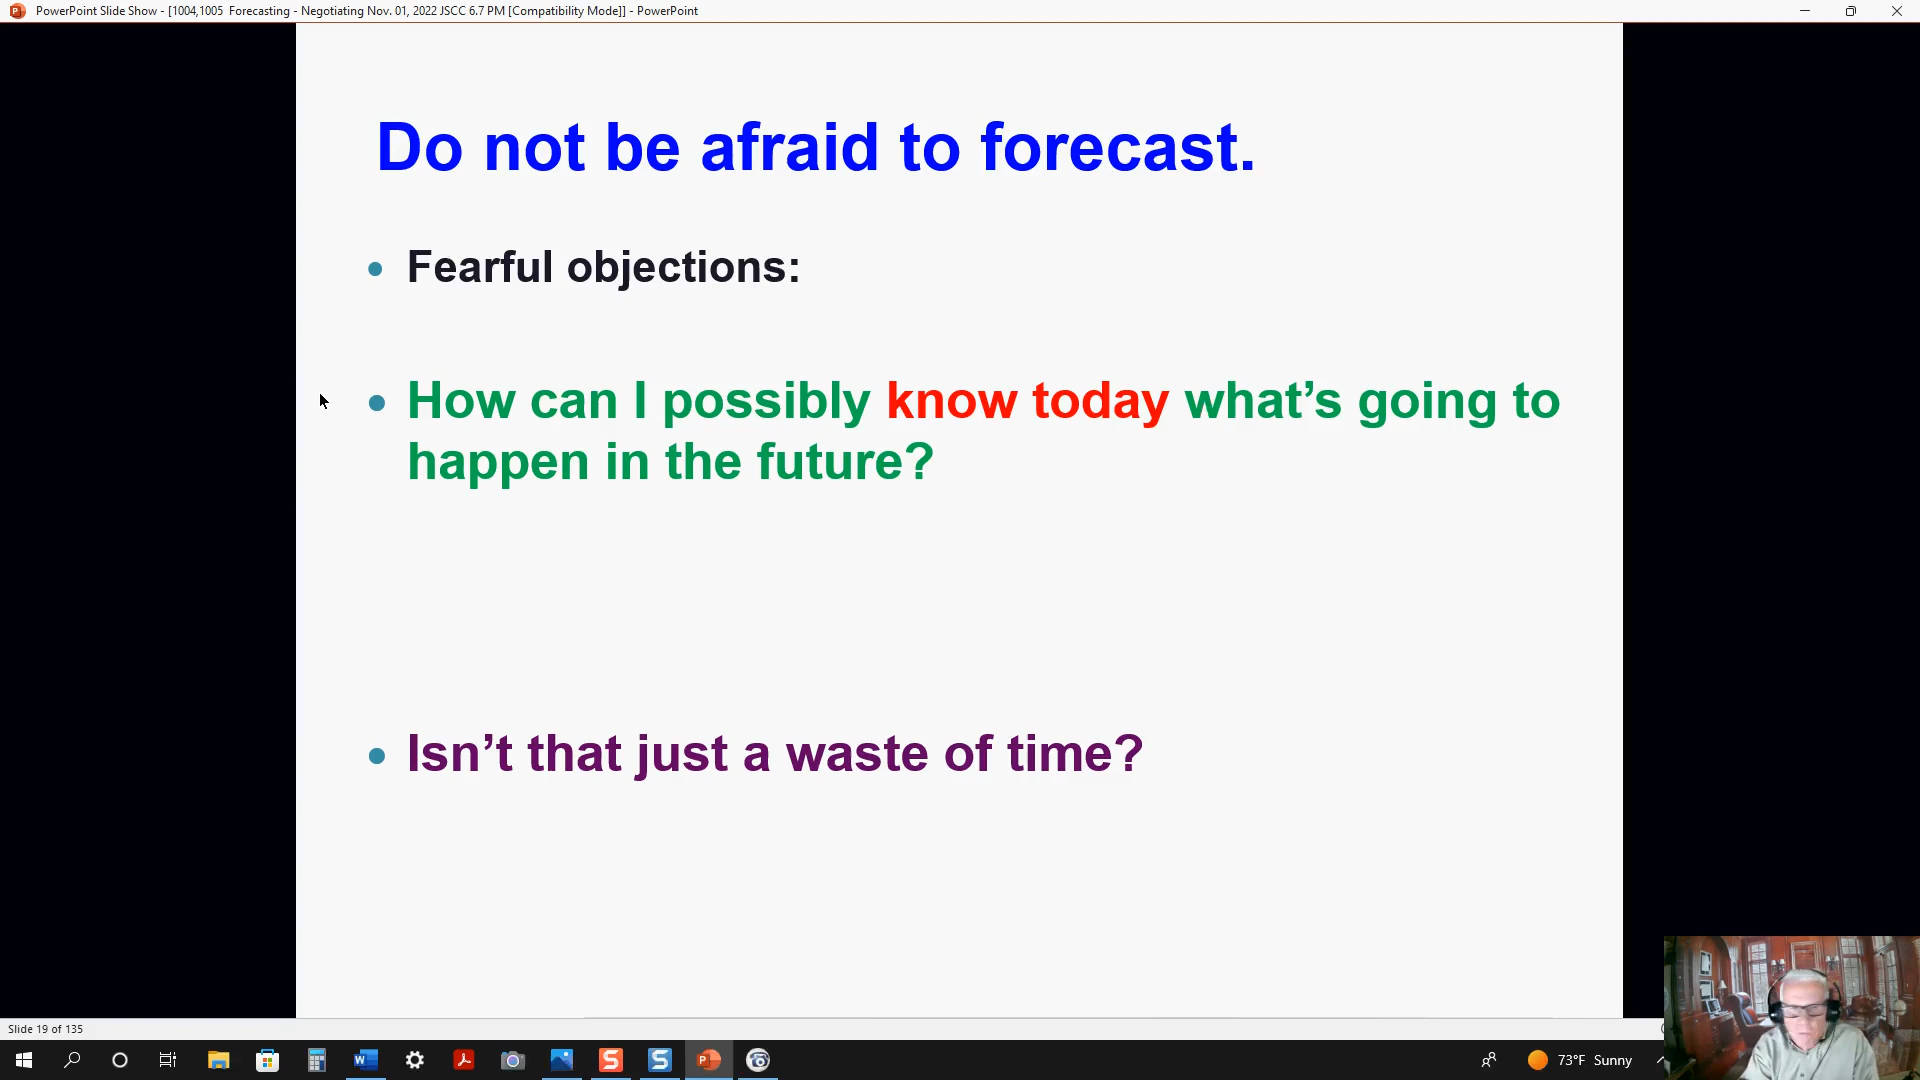 PowerPoint Slide Show - [1004,1005  Forecasting - Negotiating Nov. 01, 2022 JSCC 6.7 PM [Compatibility Mode]] - PowerPoint
Do not be afraid to forecast.
• Fearful objections:
• How can I possibly know today what’s going to
happen in the future?
• Isn’t that just a waste of time?
Slide 19 of 135
73°F Sunny